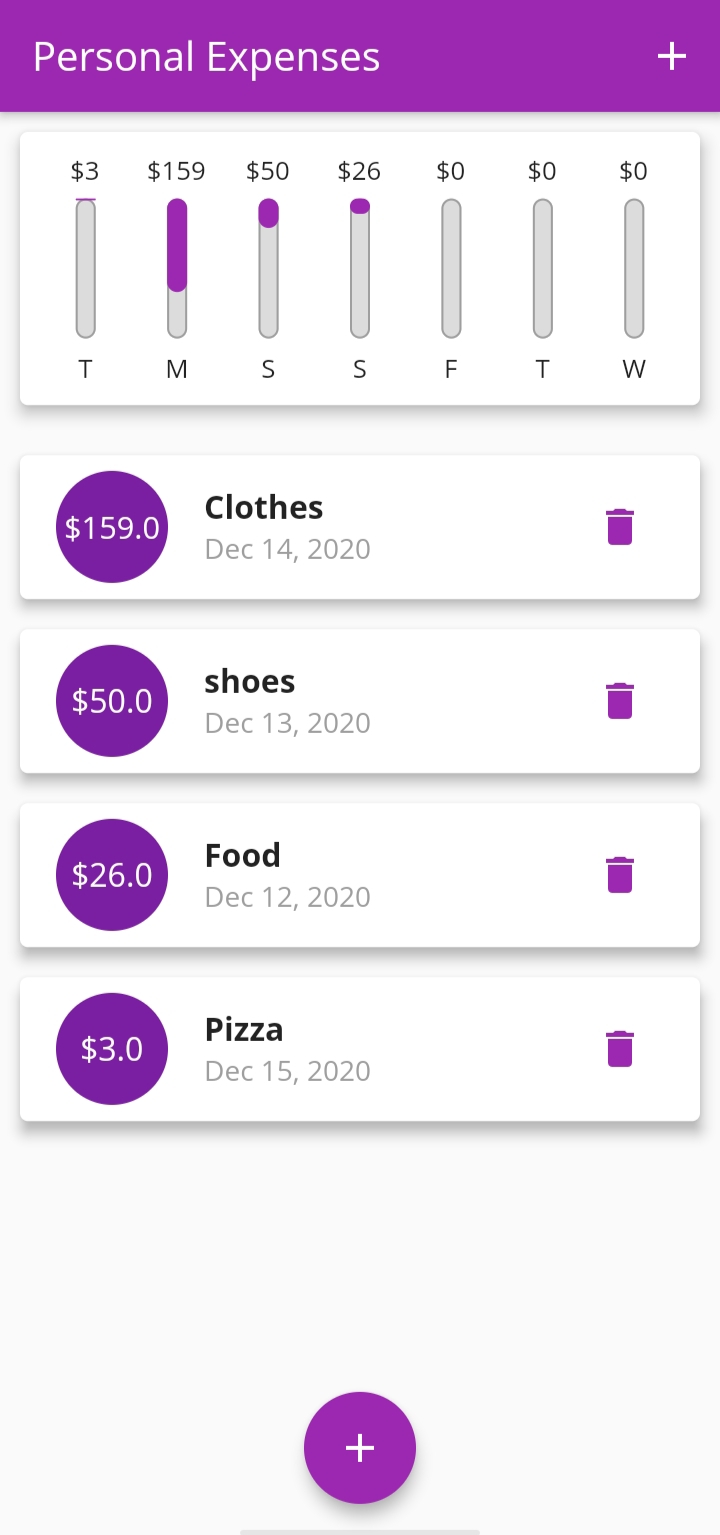 Personal Expenses
$3 $159 $50 $26 $0 $0 $0
T M S S F T W
$159.0
Clothes
Dec 14, 2020
$50.0
shoes
Dec 13, 2020
$26.0
Food
Dec 12, 2020
$3.0
Pizza
Dec 15, 2020